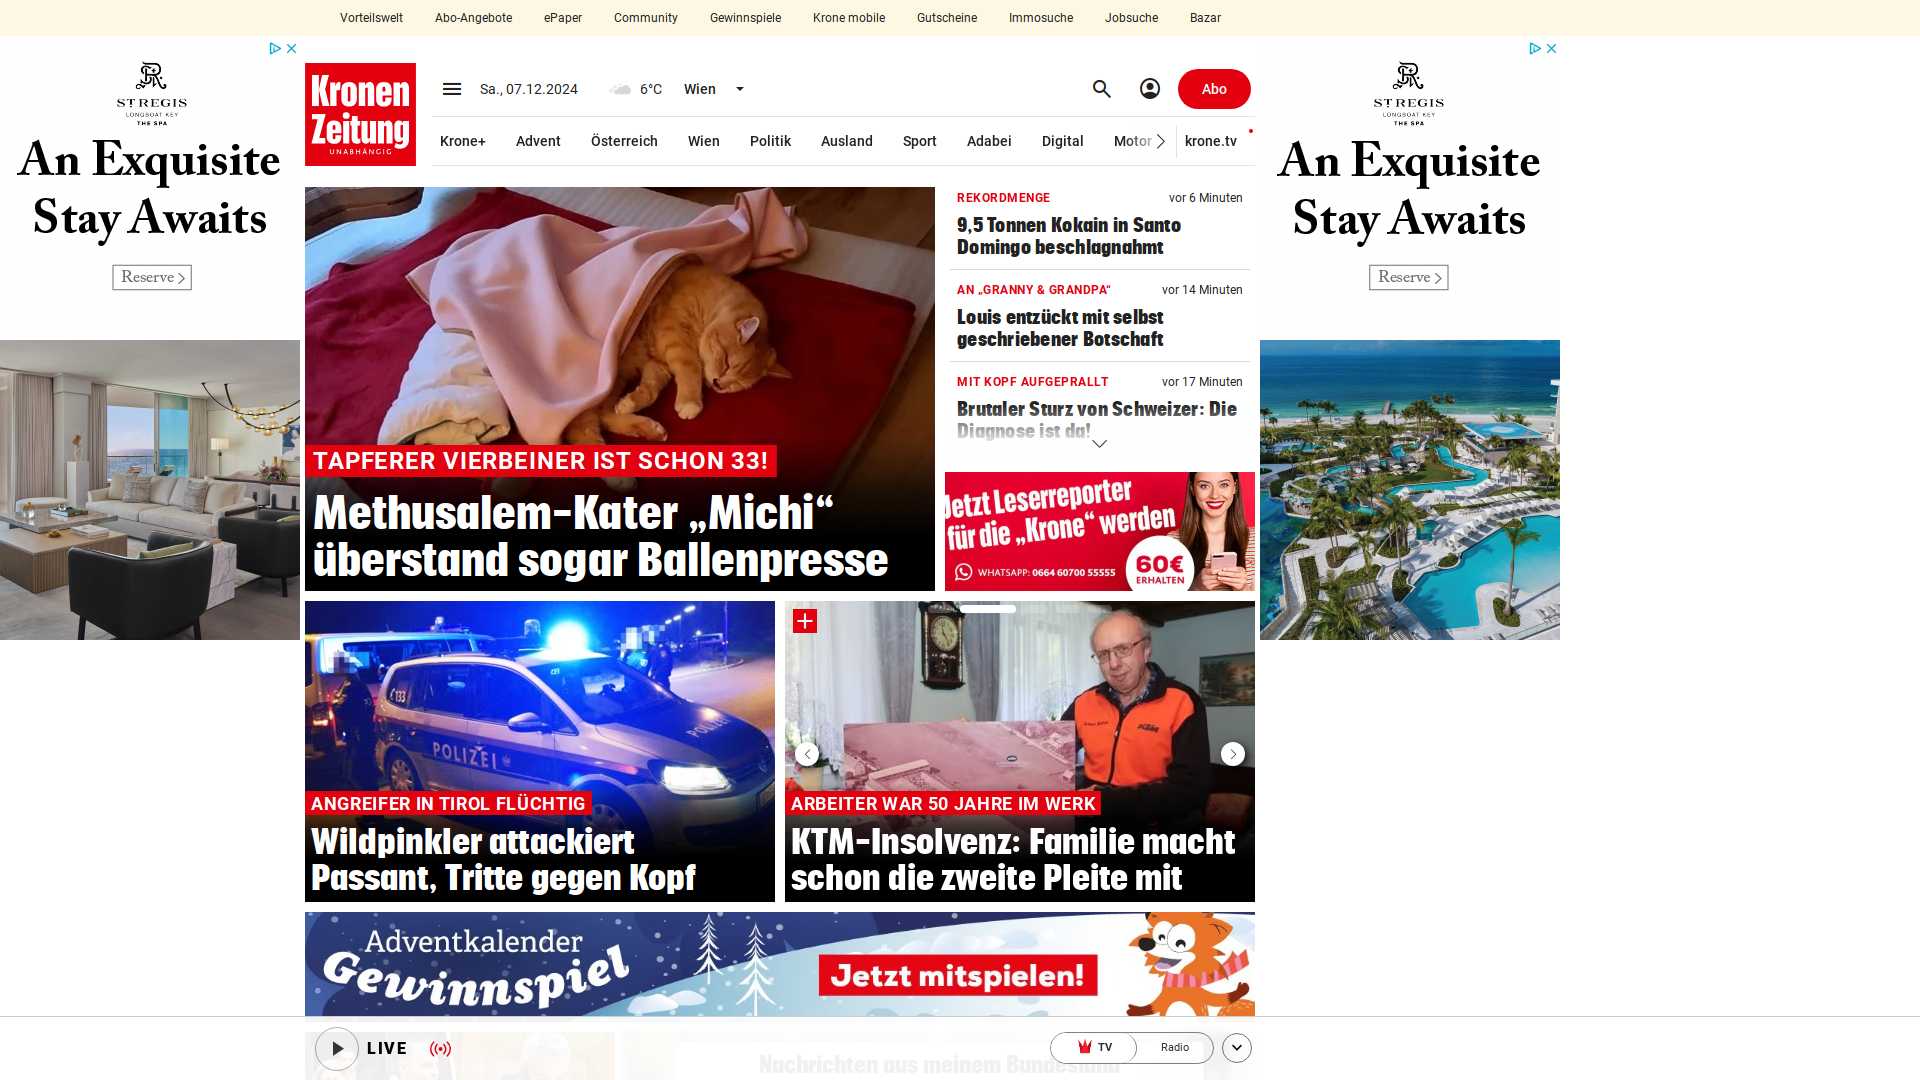 Vorteilswelt Abo-Angebote ePaper Community Gewinnspiele Krone mobile Gutscheine Immosuche Jobsuche Bazar
ST REGIS
LONGBOAT KEY
THE SPA
An Exquisite
Stay Awaits
Reserve
Kronen
Zeitung
UNABHÄNGIG
Sa., 07.12.2024 6°C Wien Abo
Krone+ Advent Österreich Wien Politik Ausland Sport Adabei Digital Motor krone.tv
ST REGIS
LONGBOAT KEY
THE SPA
An Exquisite
Stay Awaits
Reserve
TAPFERER VIERBEINER IST SCHON 33!
Methusalem-Kater „Michi“
überstand sogar Ballenpresse
REKORDMENGE vor 6 Minuten
9,5 Tonnen Kokain in Santo
Domingo beschlagnahmt
AN „GRANNY & GRANDPA“ vor 14 Minuten
Louis entzückt mit selbst
geschriebener Botschaft
MIT KOPF AUFGEPRALLT vor 17 Minuten
Brutaler Sturz von Schweizer: Die
Diagnose ist da!
Jetzt Leserreporter
für die „Krone“ werden
WHATSAPP: 0664 60700 55555
60€
ERHALTEN
133
POLIZEI
ANGREIFER IN TIROL FLÜCHTIG
Wildpinkler attackiert
Passant, Tritte gegen Kopf
KTM
ARBEITER WAR 50 JAHRE IM WERK
KTM-Insolvenz: Familie macht
schon die zweite Pleite mit
Adventkalender
Gewinnspiel
Jetzt mitspielen!
LIVE
TV Radio
Nachrichten aus meinem Bundesland